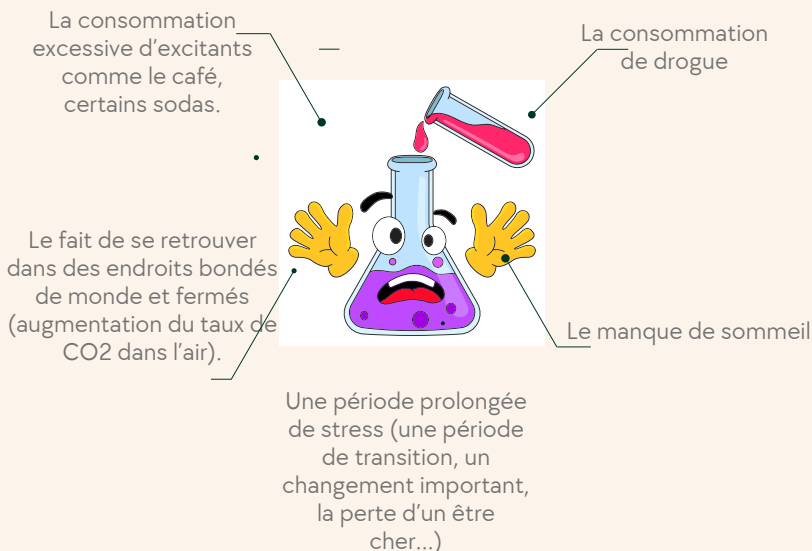 La consommation
excessive d’excitants
comme le café,
certains sodas.
La consommation
de drogue
Le fait de se retrouver
dans des endroits bondés
de monde et fermés
(augmentation du taux de
CO2 dans l’air).
Le manque de sommeil
Une période prolongée
de stress (une période
de transition, un
changement important,
la perte d’un être
cher...)